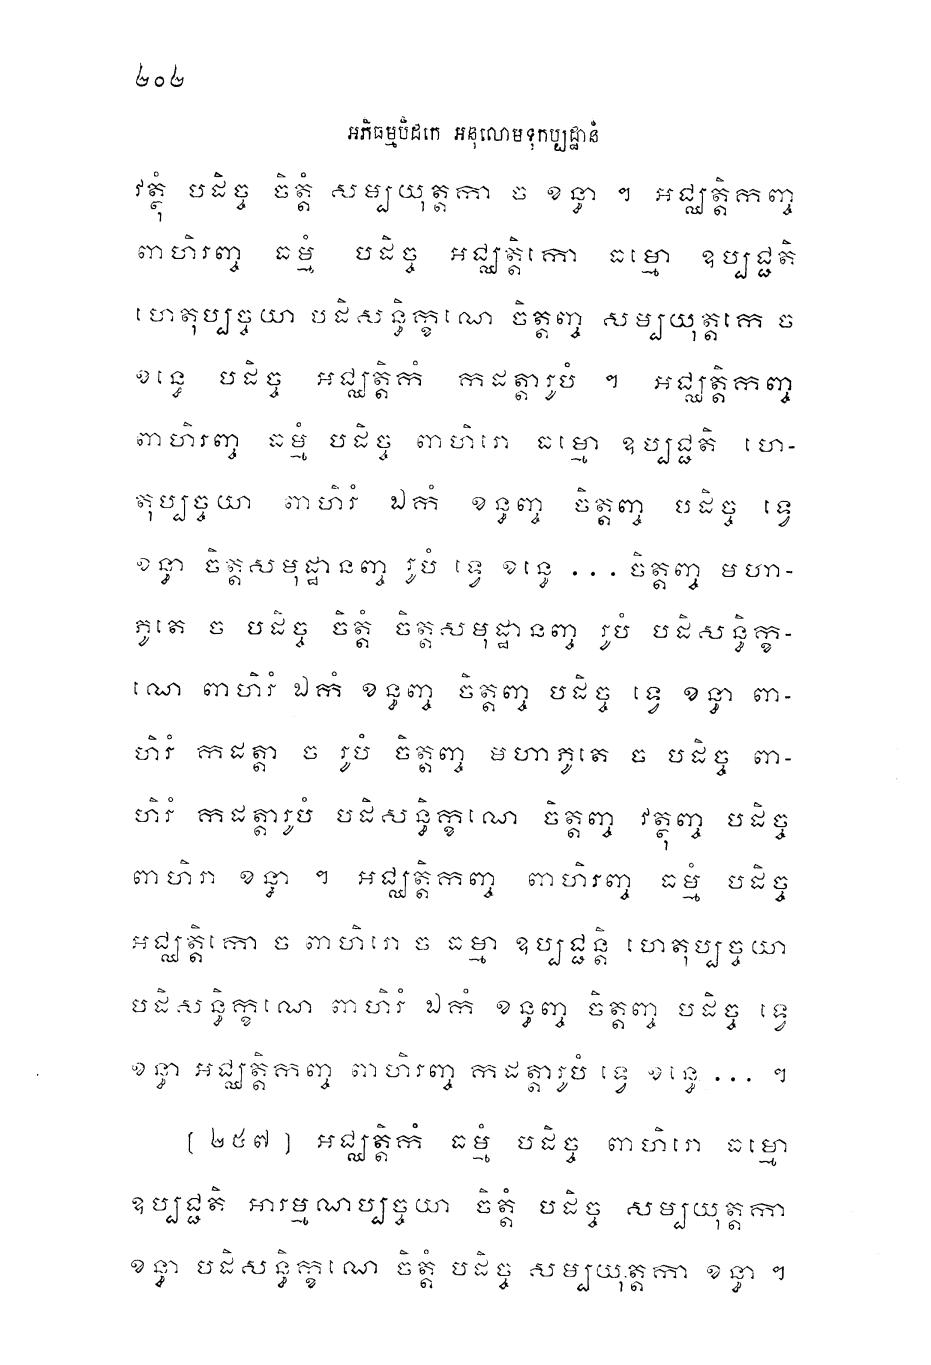 ២០២
អភិធម្មបិដកេ អនុលោមទុកប្បដ្ឋានំ
វត្ថុំ បដិច្ច ចិត្តំ សម្បយុត្តកា ច ខន្ធា ។ អជ្ឈត្តិកញ្ច
ពាហិរញ្ច ធម្មំ បដិច្ច អជ្ឈត្តិកោ ធម្មោ ឧប្បជ្ជតិ
ហេតុប្បច្ចយា បដិសន្ធិក្ខណេ ចិត្តញ្ច សម្បយុត្តកេ ច
ខន្ធេ បដិច្ច អជ្ឈត្តិកំ កដត្តារូបំ ។ អជ្ឈត្តិកញ្ច
ពាហិរញ្ច ធម្មំ បដិច្ច ពាហិរោ ធម្មោ ឧប្បជ្ជតិ ហេ-
តុប្បច្ចយា ពាហិរំ ឯកំ ខន្ធញ្ច ចិត្តញ្ច បដិច្ច ទ្វេ
ខន្ធា ចិត្តសមុដ្ឋានញ្ច រូបំ ទ្វេ ខន្ធេ ... ចិត្តញ្ច មហា-
ភូតេ ច បដិច្ច ចិត្តំ ចិត្តសមុដ្ឋានញ្ច រូបំ បដិសន្ធិក្ខ-
ណេ ពាហិរំ ឯកំ ខន្ធញ្ច ចិត្តញ្ច បដិច្ច ទ្វេ ខន្ធា ពា-
ហិរំ កដត្តា ច រូបំ ចិត្តញ្ច មហាភូតេ ច បដិច្ច ពា-
ហិរំ កដត្តារូបំ បដិសន្ធិក្ខណេ ចិត្តញ្ច វត្ថុញ្ច បដិច្ច
ពាហិរា ខន្ធា ។ អជ្ឈត្តិកញ្ច ពាហិរញ្ច ធម្មំ បដិច្ច
អជ្ឈត្តិកោ ច ពាហិរោ ច ធម្មា ឧប្បជ្ជន្តិ ហេតុប្បច្ចយា
បដិសន្ធិក្ខណេ ពាហិរំ ឯកំ ខន្ធញ្ច ចិត្តញ្ច បដិច្ច ទ្វេ
ខន្ធា អជ្ឈត្តិកញ្ច ពាហិរញ្ច កដត្តារូបំ ទ្វេ ខន្ធេ ... ។
[ ២៥៧ ] អជ្ឈត្តិកំ ធម្មំ បដិច្ច ពាហិរោ ធម្មោ
ឧប្បជ្ជតិ អារម្មណប្បច្ចយា ចិត្តំ បដិច្ច សម្បយុត្តកា
ខន្ធា បដិសន្ធិក្ខណេ ចិត្តំ បដិច្ច សម្បយុត្តកា ខន្ធា ។